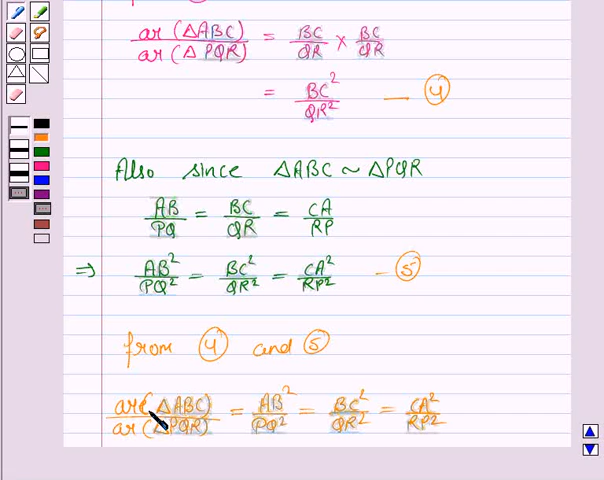 ar (ΔABC) / ar (ΔPQR) = BC/QR × BC/QR
= BC²/QR² — ④
Also since ΔABC ~ ΔPQR
AB/PQ = BC/QR = CA/RP
⇒ AB²/PQ² = BC²/QR² = CA²/RP² – ⑤
from ④ and ⑤
ar(ΔABC) / ar(ΔPQR) = AB²/PQ² = BC²/QR² = CA²/RP²